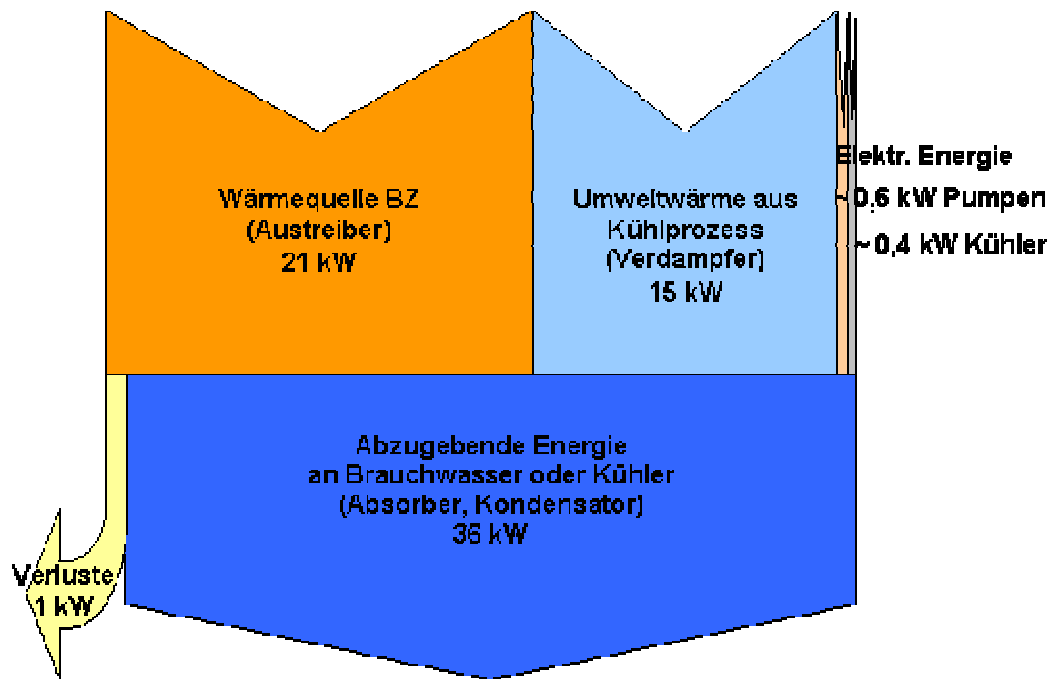 Wärmequelle BZ
(Austreiber)
21 kW
Umweltwärme aus
Kühlprozess
(Verdampfer)
15 kW
Elektr. Energie
~0,6 kW Pumpen
~0,4 kW Kühler
Abzugebende Energie
an Brauchwasser oder Kühler
(Absorber, Kondensator)
36 kW
Verluste
1 kW